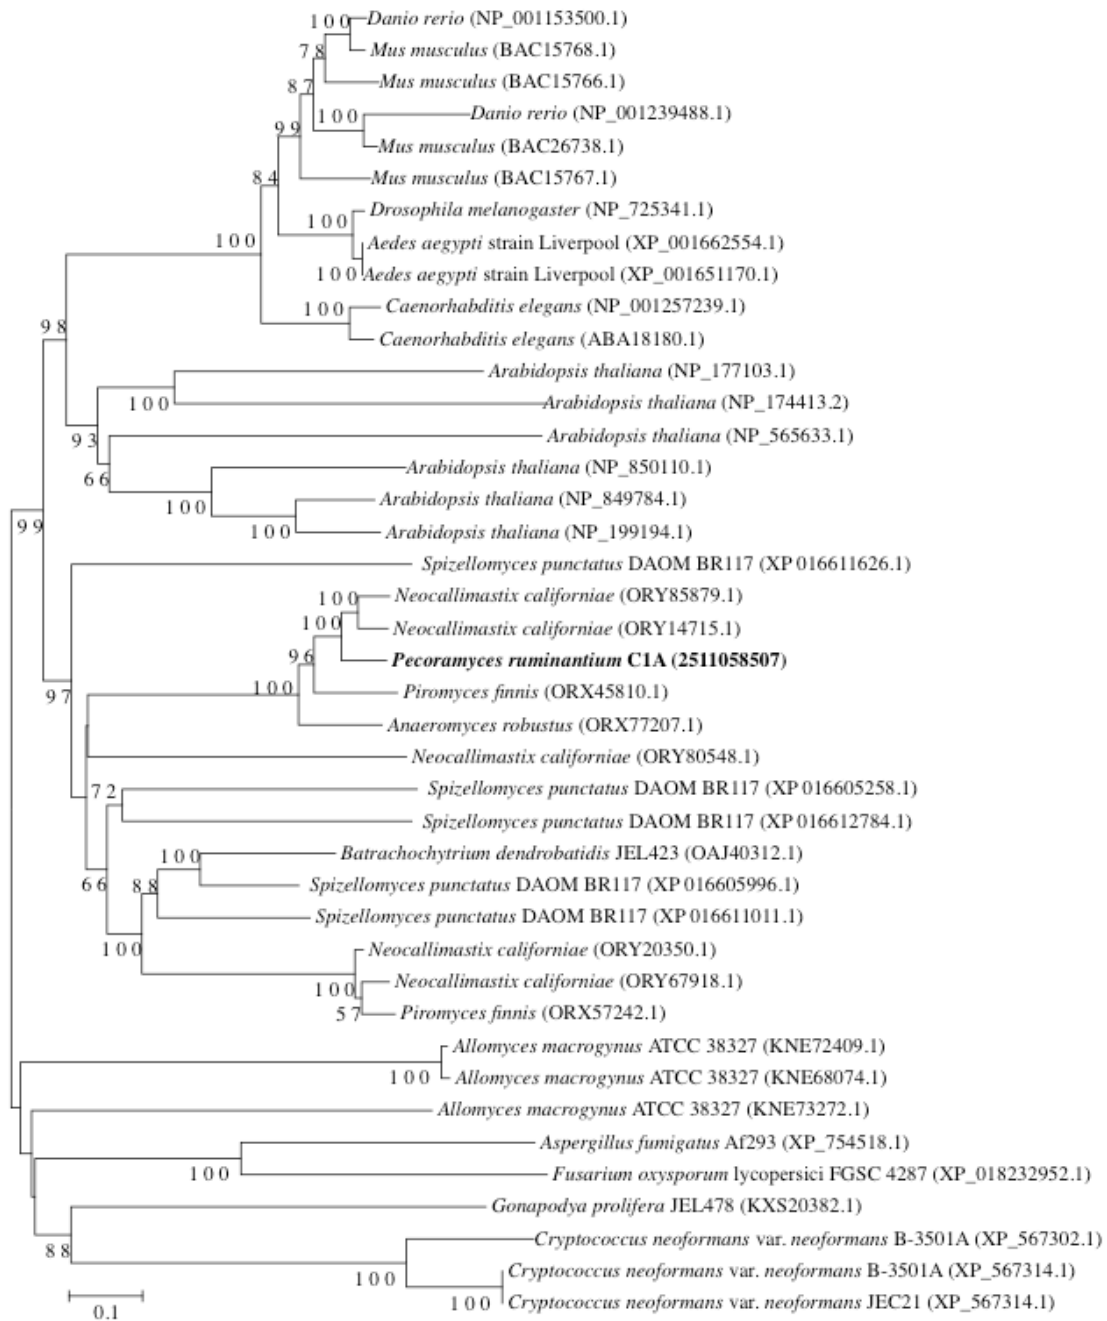 100 Danio rerio (NP_001153500.1)
78 Mus musculus (BAC15768.1)
87 Mus musculus (BAC15766.1)
100 Danio rerio (NP_001239488.1)
99 Mus musculus (BAC26738.1)
84 Mus musculus (BAC15767.1)
100 Drosophila melanogaster (NP_725341.1)
100 Aedes aegypti strain Liverpool (XP_001662554.1)
100 Aedes aegypti strain Liverpool (XP_001651170.1)
100 Caenorhabditis elegans (NP_001257239.1)
98 Caenorhabditis elegans (ABA18180.1)
Arabidopsis thaliana (NP_177103.1)
100 Arabidopsis thaliana (NP_174413.2)
93 Arabidopsis thaliana (NP_565633.1)
66 Arabidopsis thaliana (NP_850110.1)
100 Arabidopsis thaliana (NP_849784.1)
99 100 Arabidopsis thaliana (NP_199194.1)
Spizellomyces punctatus DAOM BR117 (XP 016611626.1)
100 Neocallimastix californiae (ORY85879.1)
100 Neocallimastix californiae (ORY14715.1)
96 Pecoramyces ruminantium C1A (2511058507)
97 100 Piromyces finnis (ORX45810.1)
Anaeromyces robustus (ORX77207.1)
Neocallimastix californiae (ORY80548.1)
72 Spizellomyces punctatus DAOM BR117 (XP 016605258.1)
Spizellomyces punctatus DAOM BR117 (XP 016612784.1)
100 Batrachochytrium dendrobatidis JEL423 (OAJ40312.1)
66 88 Spizellomyces punctatus DAOM BR117 (XP 016605996.1)
Spizellomyces punctatus DAOM BR117 (XP 016611011.1)
100 Neocallimastix californiae (ORY20350.1)
100 Neocallimastix californiae (ORY67918.1)
57 Piromyces finnis (ORX57242.1)
Allomyces macrogynus ATCC 38327 (KNE72409.1)
100 Allomyces macrogynus ATCC 38327 (KNE68074.1)
Allomyces macrogynus ATCC 38327 (KNE73272.1)
Aspergillus fumigatus Af293 (XP_754518.1)
100 Fusarium oxysporum lycopersici FGSC 4287 (XP_018232952.1)
Gonapodya prolifera JEL478 (KXS20382.1)
88 Cryptococcus neoformans var. neoformans B-3501A (XP_567302.1)
100 Cryptococcus neoformans var. neoformans B-3501A (XP_567314.1)
100 Cryptococcus neoformans var. neoformans JEC21 (XP_567314.1)
0.1